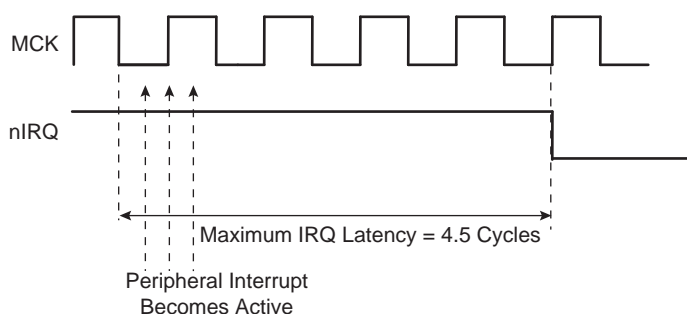 MCK
nIRQ
Maximum IRQ Latency = 4.5 Cycles
Peripheral Interrupt
Becomes Active